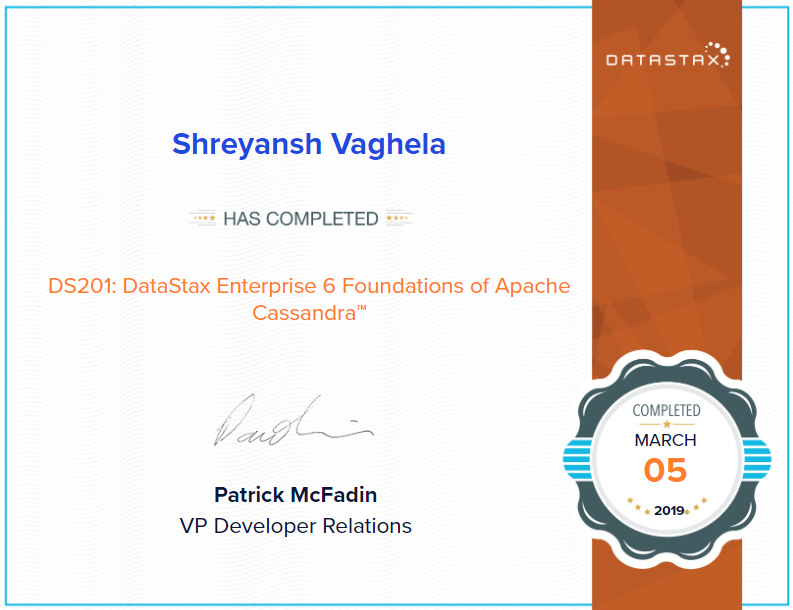 DATASTAX
Shreyansh Vaghela
HAS COMPLETED
DS201: DataStax Enterprise 6 Foundations of Apache
Cassandra™
Patrick McFadin
VP Developer Relations
COMPLETED
MARCH
05
2019